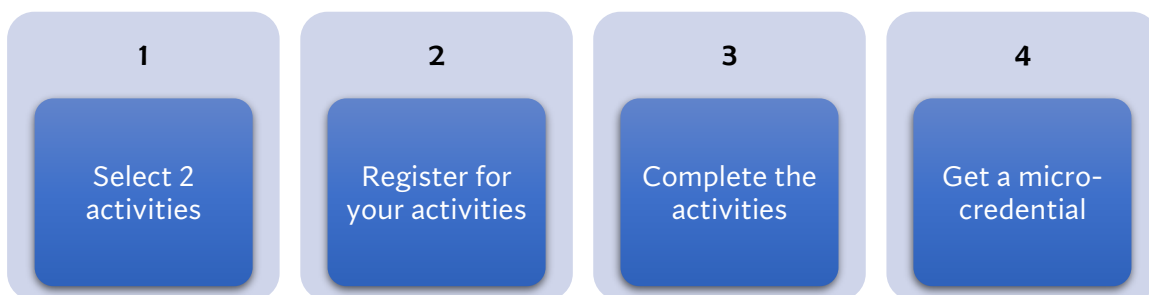 1
Select 2
activities
2
Register for
your activities
3
Complete the
activities
4
Get a micro-
credential